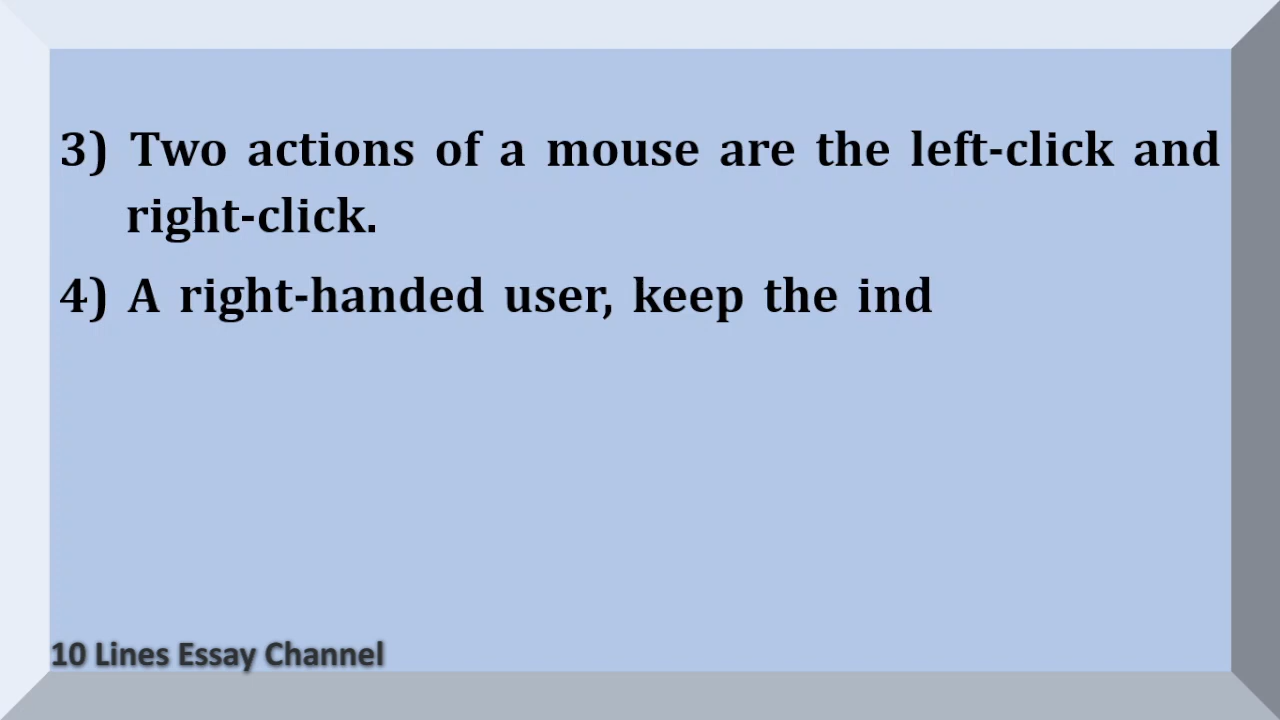 3) Two actions of a mouse are the left-click and
right-click.
4) A right-handed user, keep the ind
10 Lines Essay Channel